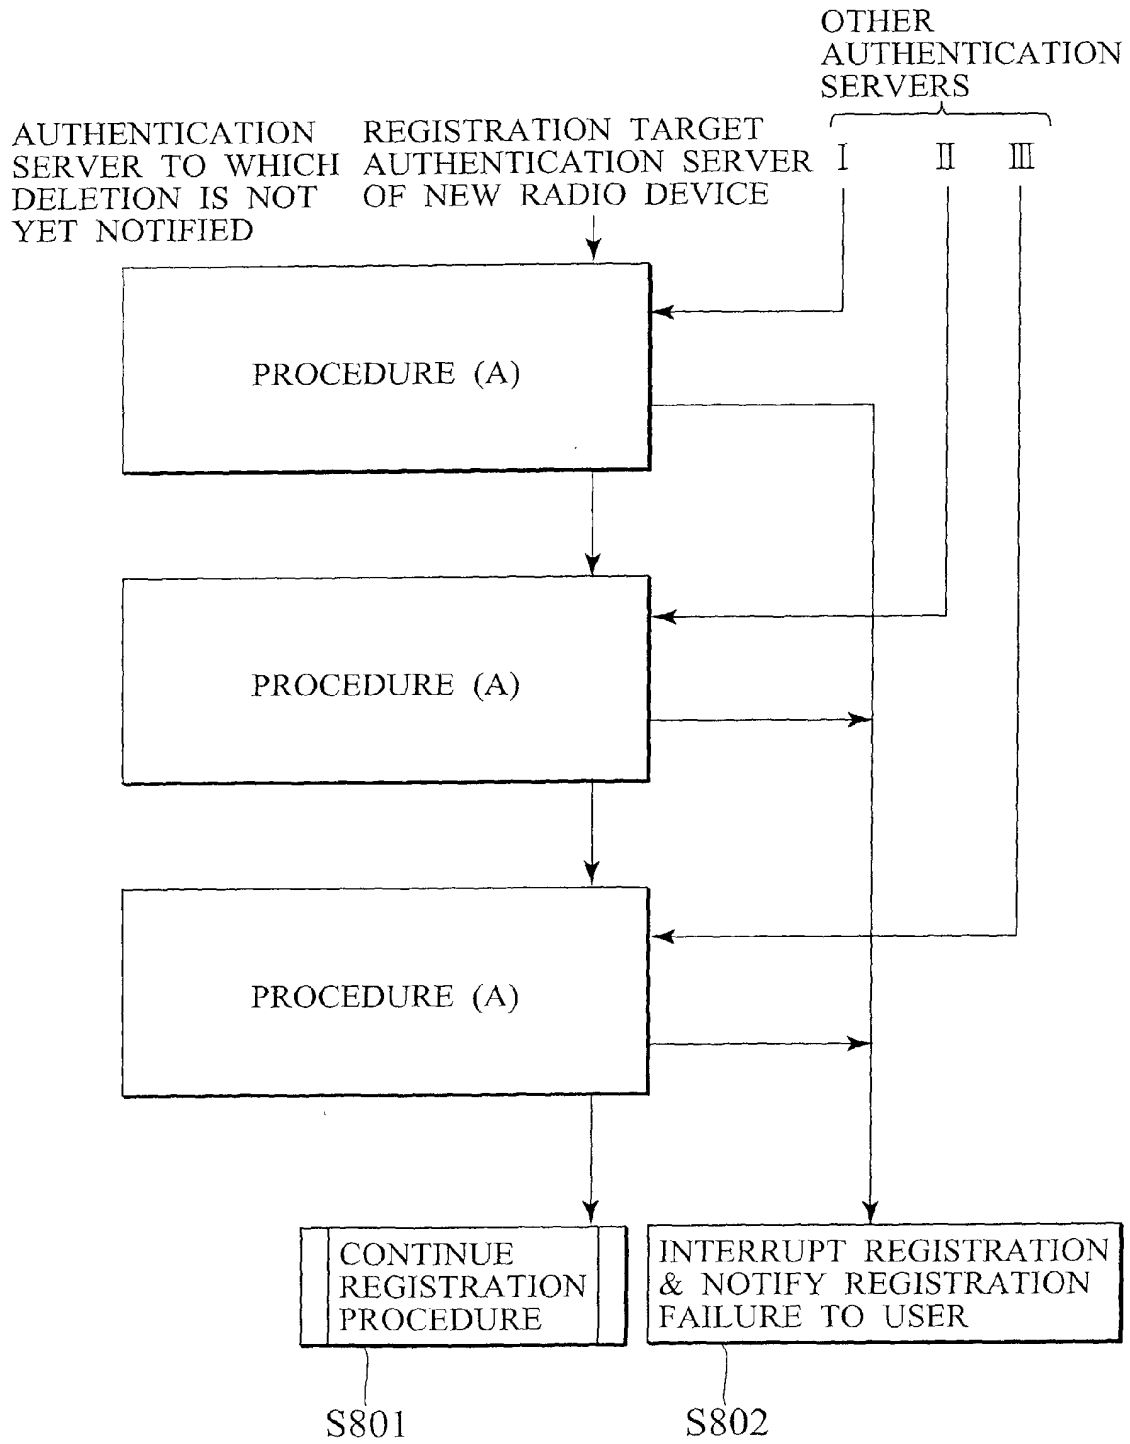 OTHER
AUTHENTICATION
SERVERS
AUTHENTICATION
SERVER TO WHICH
DELETION IS NOT
YET NOTIFIED
REGISTRATION TARGET
AUTHENTICATION SERVER
OF NEW RADIO DEVICE
I II III
PROCEDURE (A)
PROCEDURE (A)
PROCEDURE (A)
CONTINUE
REGISTRATION
PROCEDURE
INTERRUPT REGISTRATION
& NOTIFY REGISTRATION
FAILURE TO USER
S801
S802